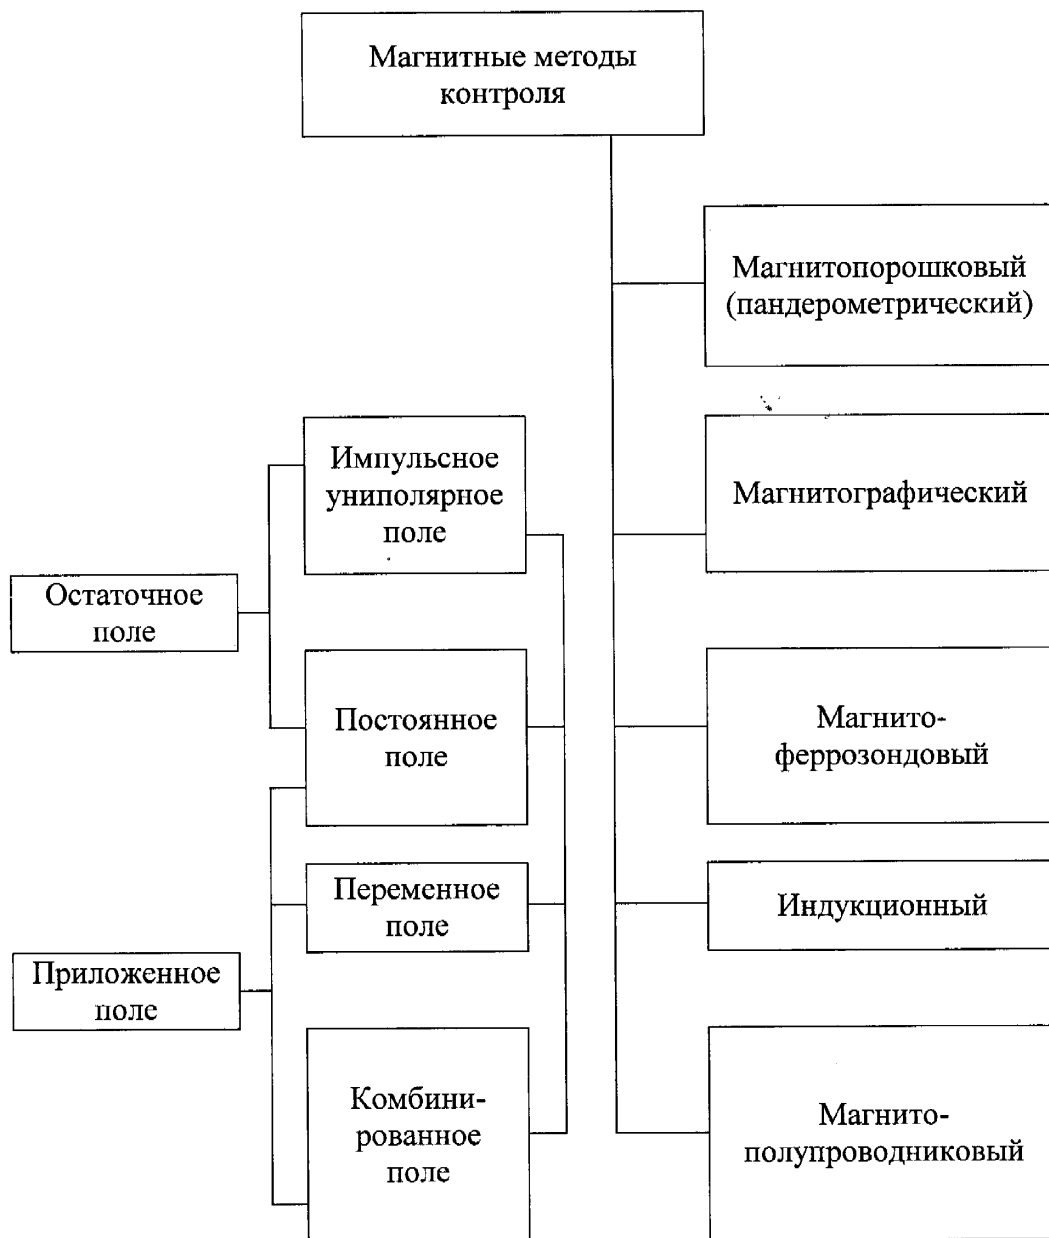 Магнитные методы
контроля
Магнитопорошковый
(пандерометрический)
Импульсное
униполярное
поле
Магнитографический
Остаточное
поле
Постоянное
поле
Магнито-
феррозондовый
Переменное
поле
Индукционный
Приложенное
поле
Комбини-
рованное
поле
Магнито-
полупроводниковый